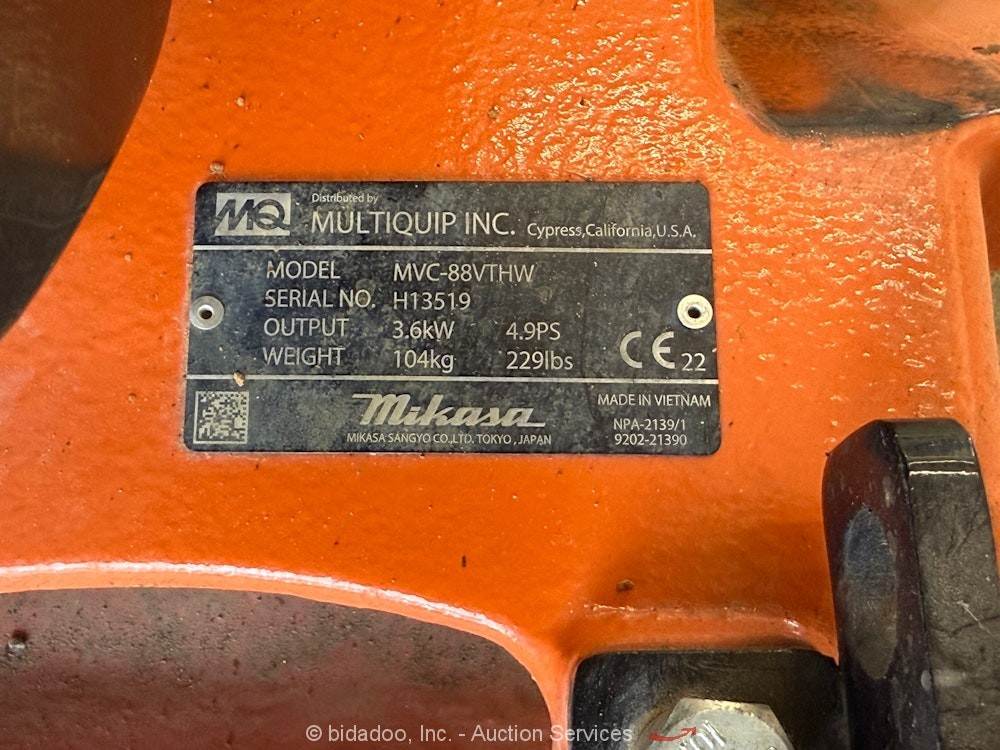 MQ
Distributed by
MULTIQUIP INC. Cypress,California,U.S.A.
MODEL MVC-88VTHW
SERIAL NO. H13519
OUTPUT 3.6kW 4.9PS
WEIGHT 104kg 229lbs
CE 22
Mikasa
MIKASA SANGYO CO.,LTD. TOKYO, JAPAN
MADE IN VIETNAM
NPA-2139/1
9202-21390
© bidadoo, Inc. - Auction Services